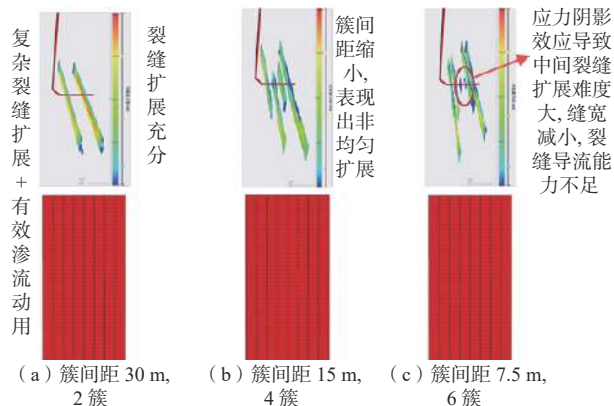 复杂裂缝扩展+有效渗流动用
裂缝扩展充分
簇间
距缩
小,
表现
出非
均匀
扩展
应力阴影
效应导致
中间裂缝
扩展难度
大, 缝宽
减小, 裂
缝导流能
力不足
（a）簇间距 30 m,
2 簇
（b）簇间距 15 m,
4 簇
（c）簇间距 7.5 m,
6 簇